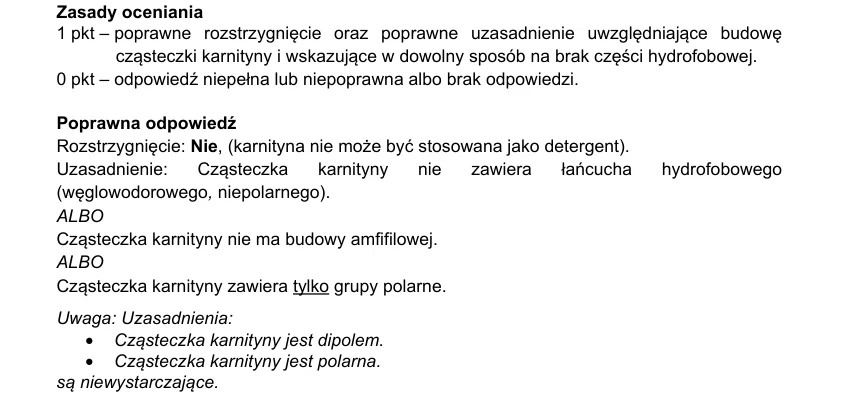 Zasady oceniania
1 pkt – poprawne rozstrzygnięcie oraz poprawne uzasadnienie uwzględniające budowę
cząsteczki karnityny i wskazujące w dowolny sposób na brak części hydrofobowej.
0 pkt – odpowiedź niepełna lub niepoprawna albo brak odpowiedzi.
Poprawna odpowiedź
Rozstrzygnięcie: Nie, (karnityna nie może być stosowana jako detergent).
Uzasadnienie: Cząsteczka karnityny nie zawiera łańcucha hydrofobowego
(węglowodorowego, niepolarnego).
ALBO
Cząsteczka karnityny nie ma budowy amfifilowej.
ALBO
Cząsteczka karnityny zawiera tylko grupy polarne.
Uwaga: Uzasadnienia:
• Cząsteczka karnityny jest dipolem.
• Cząsteczka karnityny jest polarna.
są niewystarczające.